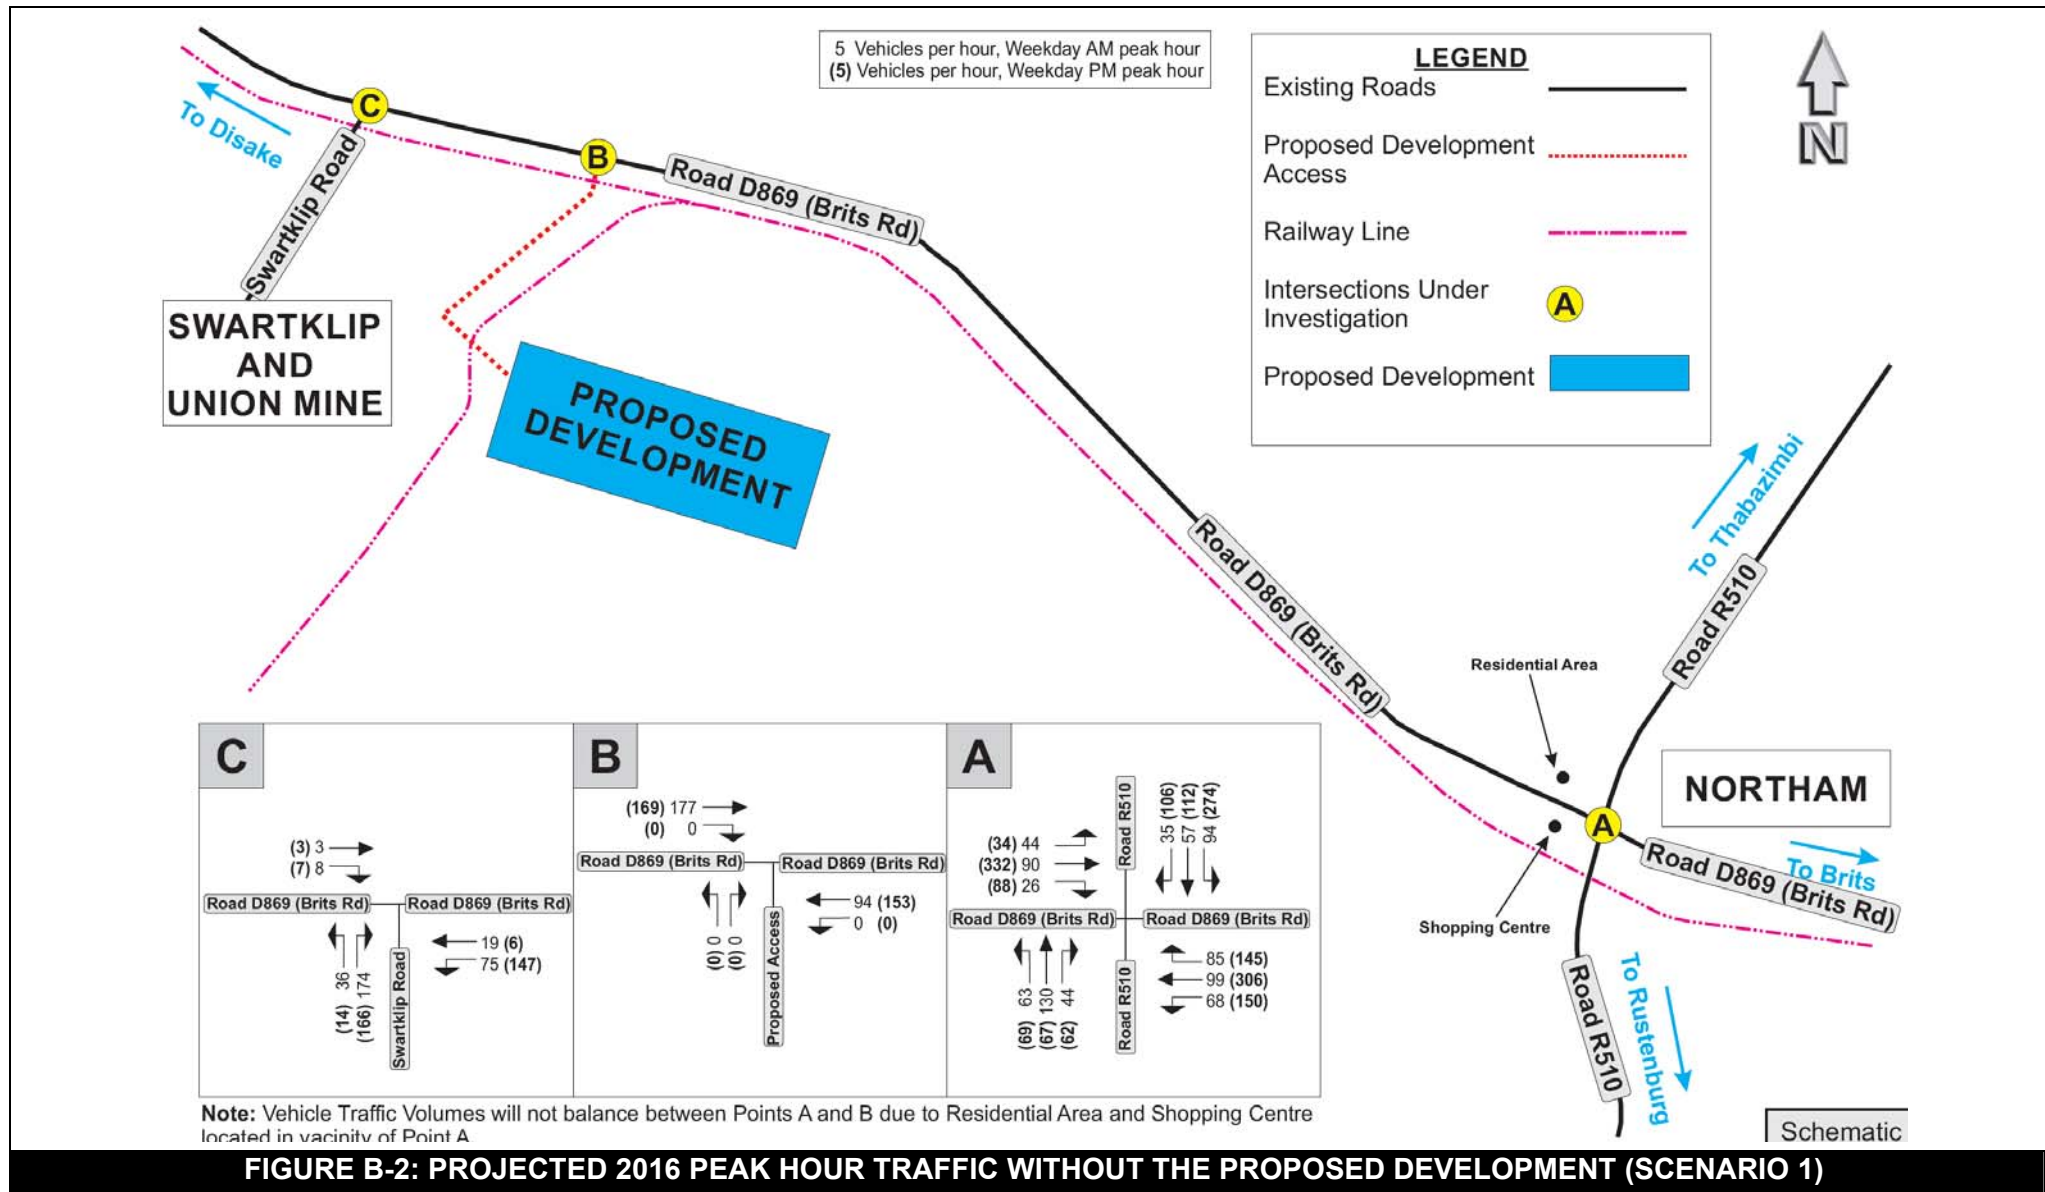 5 Vehicles per hour, Weekday AM peak hour
(5) Vehicles per hour, Weekday PM peak hour
LEGEND
Existing Roads
Proposed Development
Access
Railway Line
Intersections Under
Investigation
A
Proposed Development
N
C
B
To Disake
Swartklip Road
Road D869 (Brits Rd)
SWARTKLIP
AND
UNION MINE
PROPOSED
DEVELOPMENT
Road D869 (Brits Rd)
To Thabazimbi
Road R510
Residential Area
NORTHAM
A
Shopping Centre
Road D869 (Brits Rd)
To Brits
Road R510
To Rustenburg
C
(3) 3
(7) 8
Road D869 (Brits Rd)
Road D869 (Brits Rd)
19 (6)
75 (147)
(14) 36
(166) 174
Swartklip Road
B
(169) 177
(0) 0
Road D869 (Brits Rd)
Road D869 (Brits Rd)
94 (153)
0 (0)
(0) 0
(0) 0
Proposed Access
A
Road R510
35 (106)
57 (112)
94 (274)
(34) 44
(332) 90
(88) 26
Road D869 (Brits Rd)
Road D869 (Brits Rd)
85 (145)
99 (306)
68 (150)
(69) 63
(67) 130
(62) 44
Road R510
Note: Vehicle Traffic Volumes will not balance between Points A and B due to Residential Area and Shopping Centre
located in vacinity of Point A
Schematic
FIGURE B-2: PROJECTED 2016 PEAK HOUR TRAFFIC WITHOUT THE PROPOSED DEVELOPMENT (SCENARIO 1)